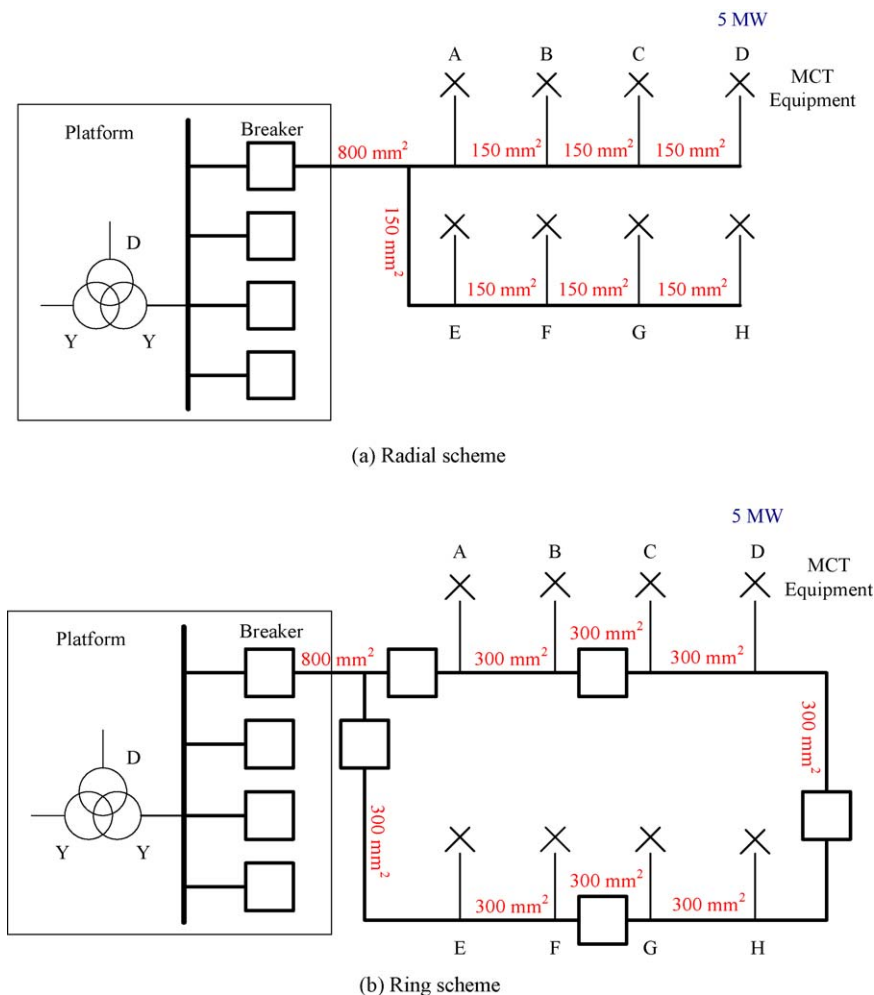 5 MW
A B C D
MCT
Equipment
Platform
Breaker
800 mm²
150 mm² 150 mm² 150 mm²
150 mm²
D
Y Y
150 mm² 150 mm² 150 mm²
E F G H
(a) Radial scheme
5 MW
A B C D
MCT
Equipment
Platform
Breaker
800 mm²
300 mm²
300 mm² 300 mm²
300 mm²
D
Y Y
300 mm²
300 mm²
300 mm² 300 mm²
E F G H
(b) Ring scheme